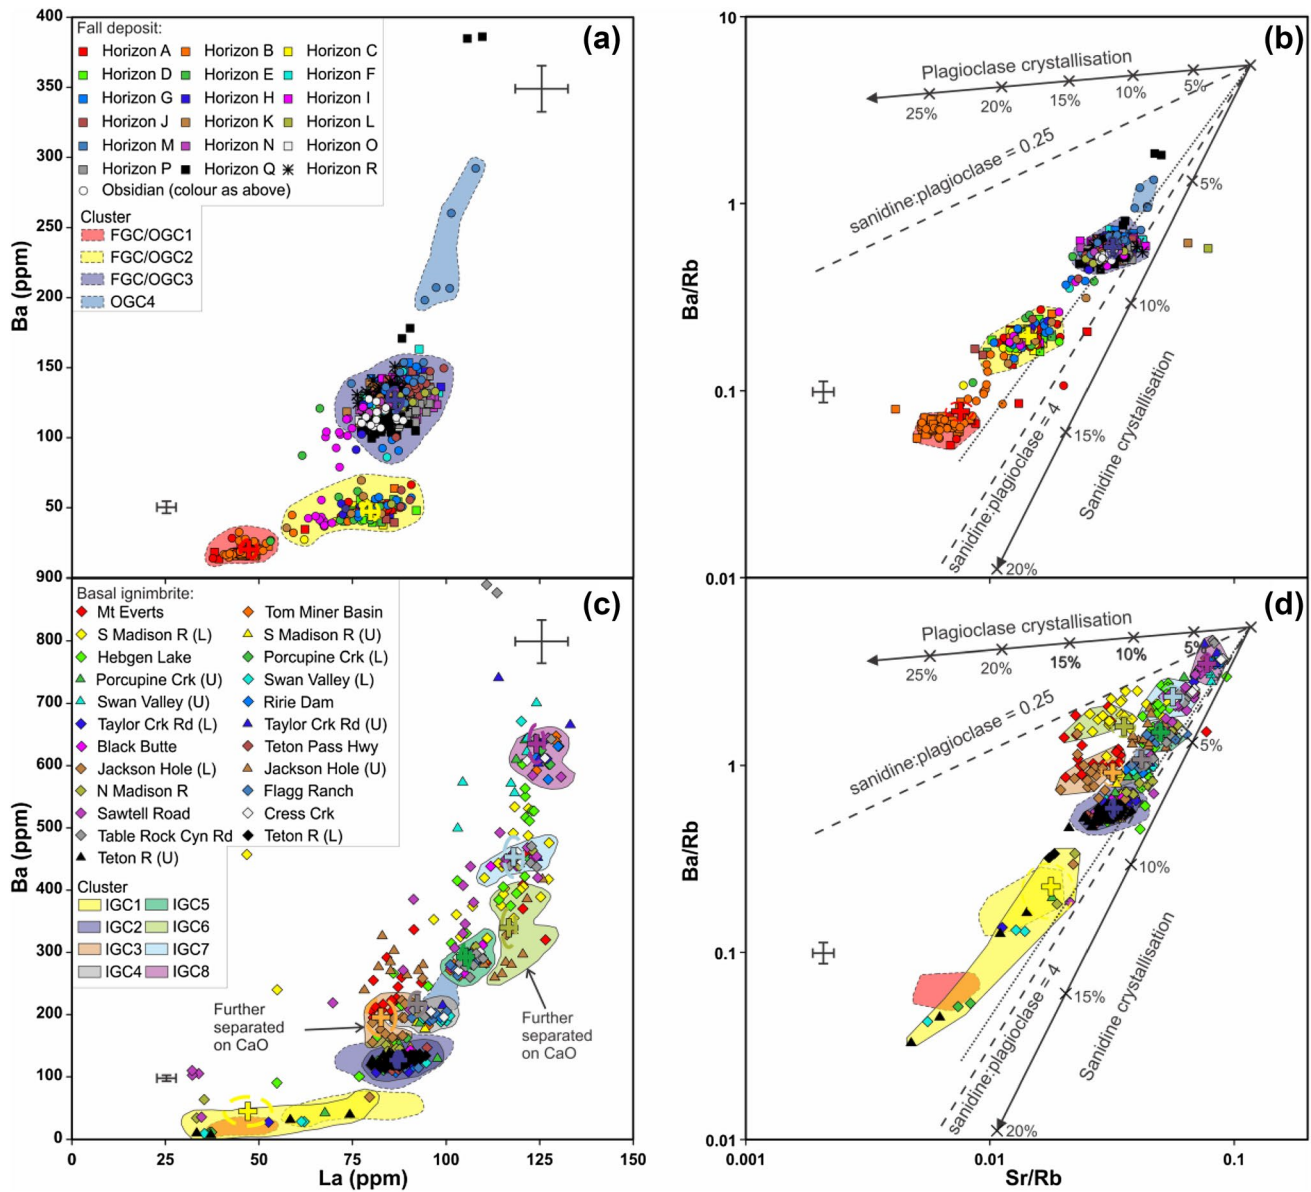 (a)
Fall deposit:
Horizon A Horizon B Horizon C
Horizon D Horizon E Horizon F
Horizon G Horizon H Horizon I
Horizon J Horizon K Horizon L
Horizon M Horizon N Horizon O
Horizon P Horizon Q Horizon R
Obsidian (colour as above)
Cluster
FGC/OGC1
FGC/OGC2
FGC/OGC3
OGC4
400
350
300
250
200
150
100
50
900
Ba (ppm)
(b)
Plagioclase crystallisation
5%
10%
15%
20%
25%
sanidine:plagioclase = 0.25
5%
10%
15%
20%
sanidine:plagioclase = 4
Sanidine crystallisation
10
1
0.1
0.01
Ba/Rb
(c)
Basal ignimbrite:
Mt Everts Tom Miner Basin
S Madison R (L) S Madison R (U)
Hebgen Lake Porcupine Crk (L)
Porcupine Crk (U) Swan Valley (L)
Swan Valley (U) Ririe Dam
Taylor Crk Rd (L) Taylor Crk Rd (U)
Black Butte Teton Pass Hwy
Jackson Hole (L) Jackson Hole (U)
N Madison R Flagg Ranch
Sawtell Road Cress Crk
Table Rock Cyn Rd Teton R (L)
Teton R (U)
Cluster
IGC1 IGC5
IGC2 IGC6
IGC3 IGC7
IGC4 IGC8
Further
separated
on CaO
Further
separated
on CaO
800
700
600
500
400
300
200
100
0
Ba (ppm)
0 25 50 75 100 125 150
La (ppm)
(d)
Plagioclase crystallisation
5%
10%
15%
20%
25%
sanidine:plagioclase = 0.25
5%
10%
15%
20%
sanidine:plagioclase = 4
Sanidine crystallisation
1
0.1
0.01
Ba/Rb
0.001 0.01 0.1
Sr/Rb